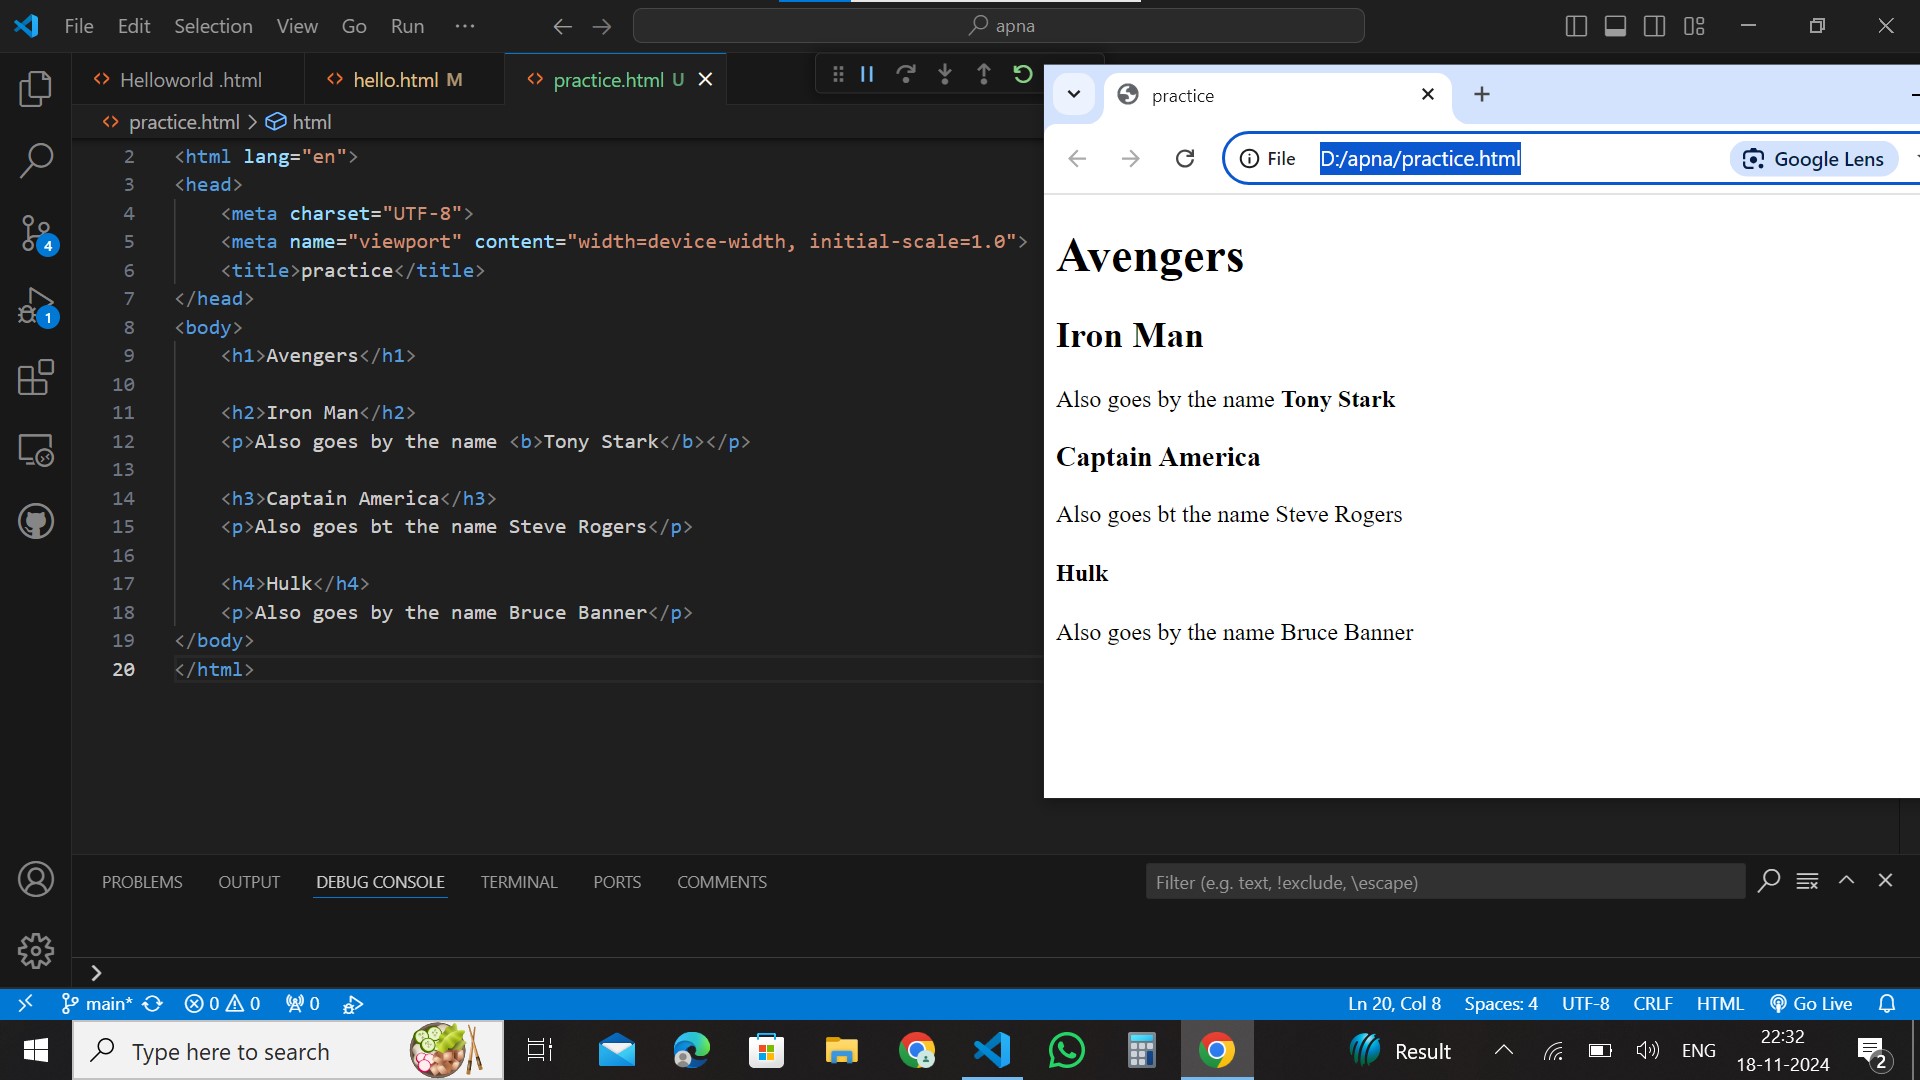 File Edit Selection View Go Run ··· apna
Helloworld .html hello.html M practice.html U
practice.html > html
2 <html lang="en">
3 <head>
4 <meta charset="UTF-8">
5 <meta name="viewport" content="width=device-width, initial-scale=1.0">
6 <title>practice</title>
7 </head>
8 <body>
9 <h1>Avengers</h1>
10
11 <h2>Iron Man</h2>
12 <p>Also goes by the name <b>Tony Stark</b></p>
13
14 <h3>Captain America</h3>
15 <p>Also goes bt the name Steve Rogers</p>
16
17 <h4>Hulk</h4>
18 <p>Also goes by the name Bruce Banner</p>
19 </body>
20 </html>
4
1
practice
File D:/apna/practice.html Google Lens
Avengers
Iron Man
Also goes by the name Tony Stark
Captain America
Also goes bt the name Steve Rogers
Hulk
Also goes by the name Bruce Banner
PROBLEMS OUTPUT DEBUG CONSOLE TERMINAL PORTS COMMENTS Filter (e.g. text, !exclude, \escape)
>
main* 0 0 0 Ln 20, Col 8 Spaces: 4 UTF-8 CRLF HTML Go Live
Type here to search Result ENG 22:32
18-11-2024 2